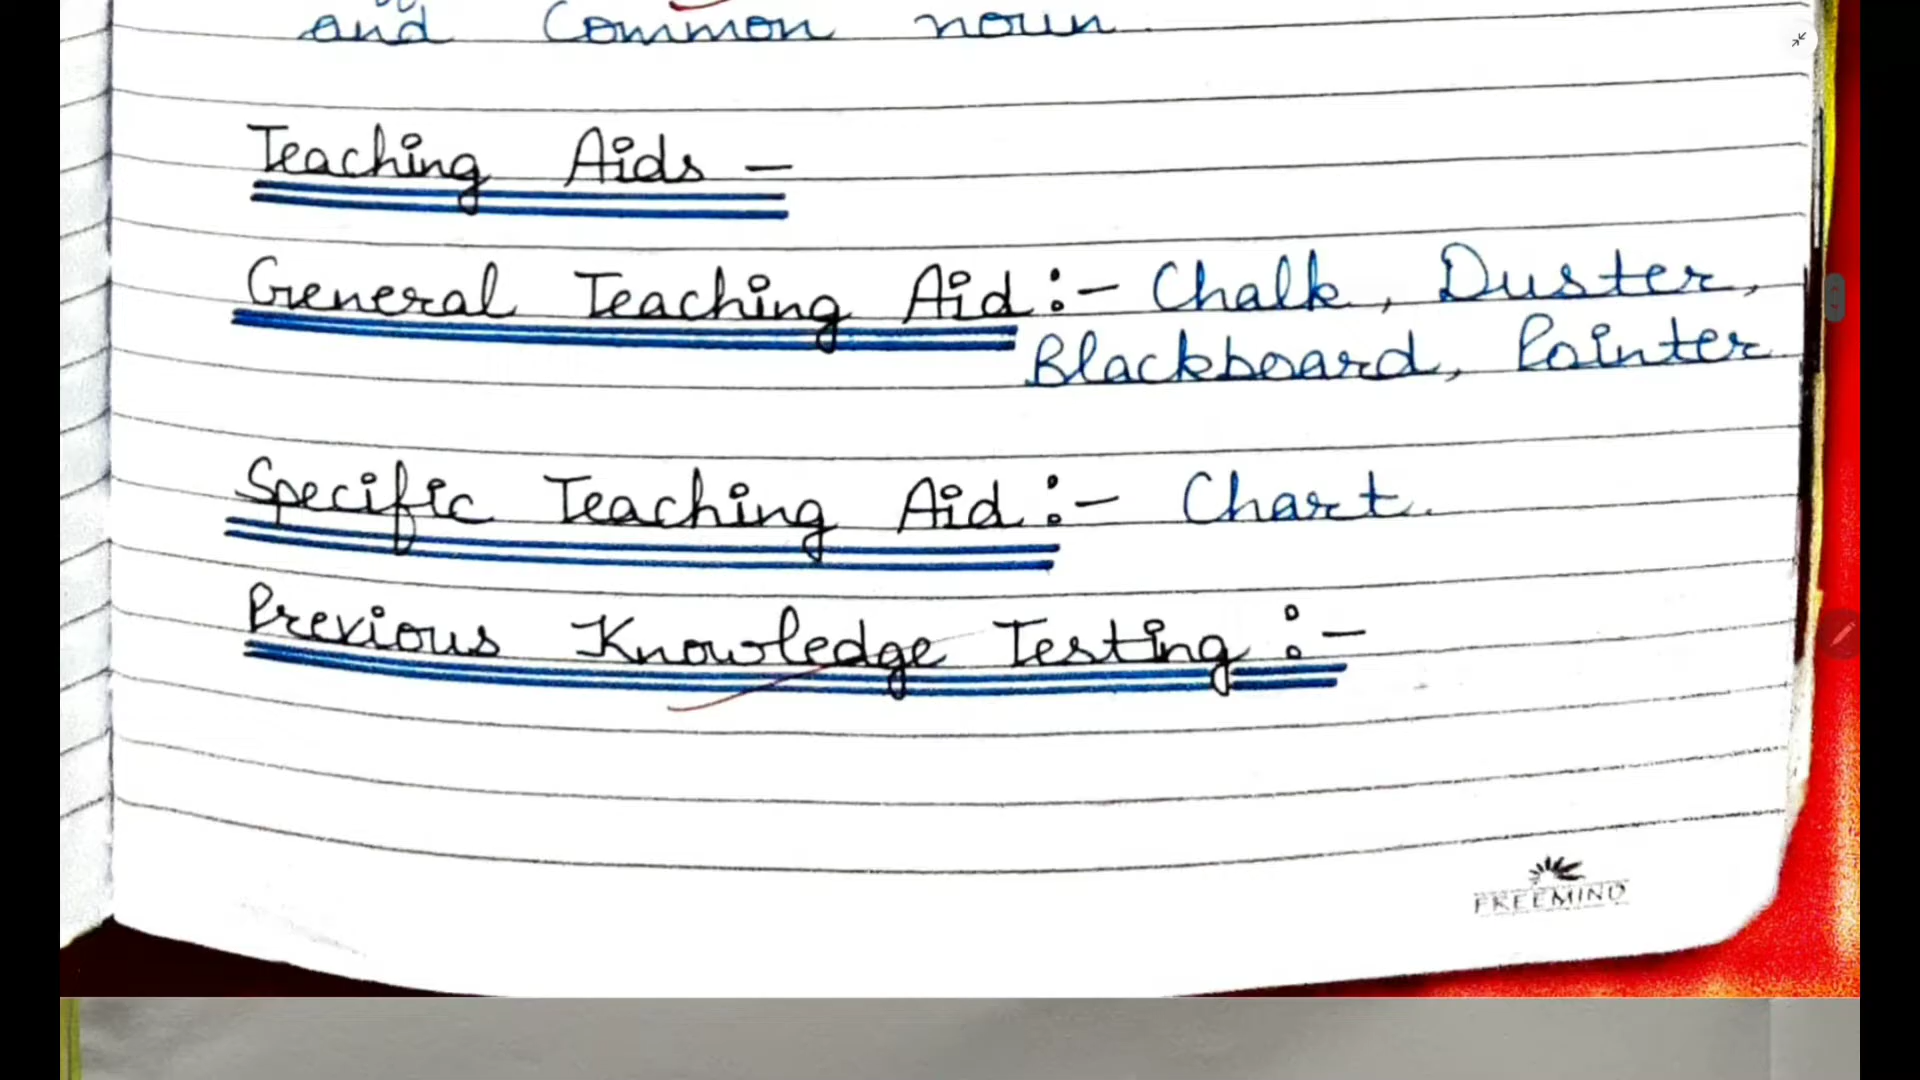 and Common noun.
Teaching Aids -
General Teaching Aid :- Chalk, Duster,
Blackboard, Pointer
Specific Teaching Aid :- Chart.
Previous Knowledge Testing :-
FREEMIND